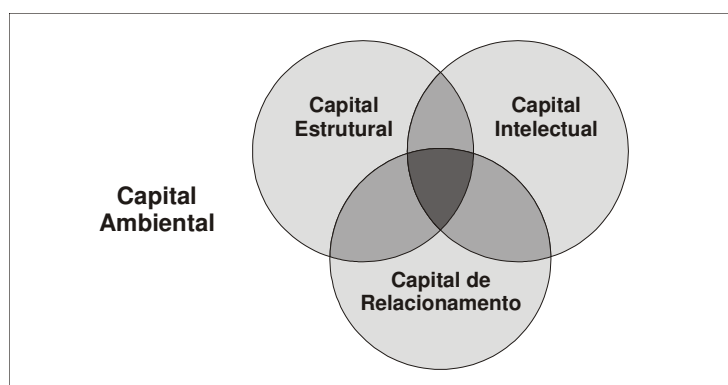 Capital
Estrutural
Capital
Intelectual
Capital
Ambiental
Capital de
Relacionamento